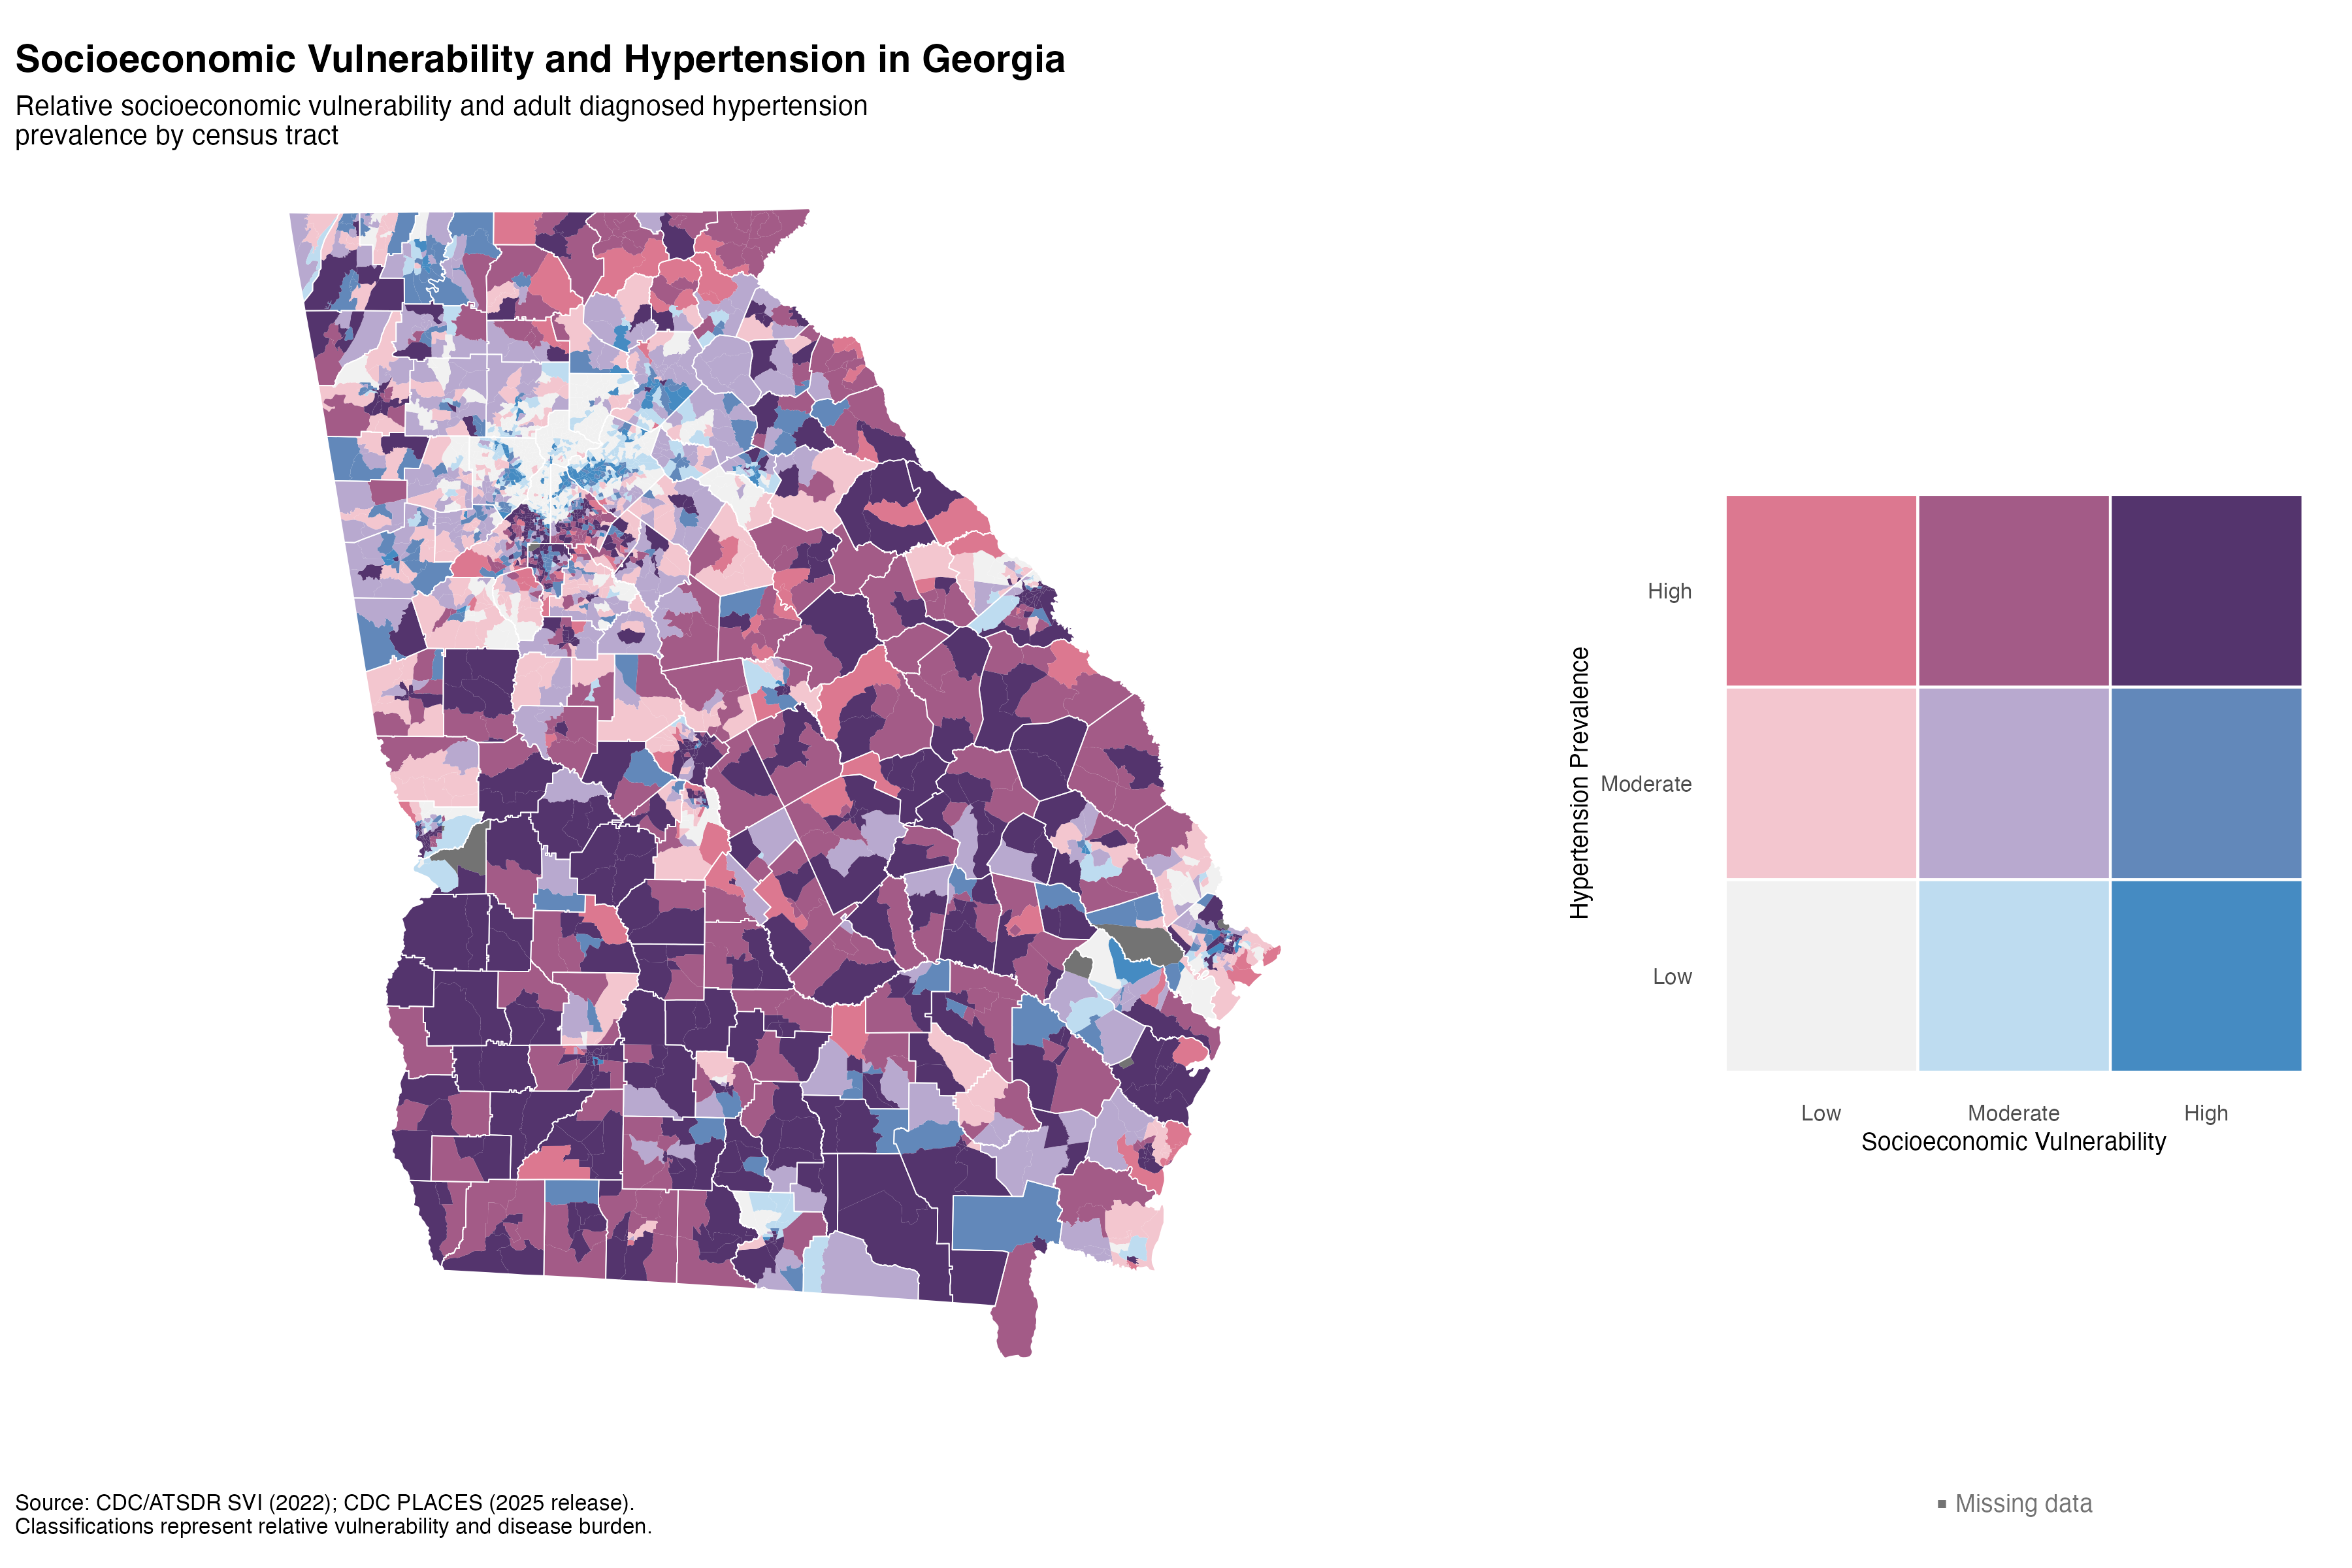 Socioeconomic Vulnerability and Hypertension in Georgia
Relative socioeconomic vulnerability and adult diagnosed hypertension
prevalence by census tract
High
Moderate
Low
Hypertension Prevalence
Low
Moderate
High
Socioeconomic Vulnerability
Source: CDC/ATSDR SVI (2022); CDC PLACES (2025 release).
Classifications represent relative vulnerability and disease burden.
Missing data